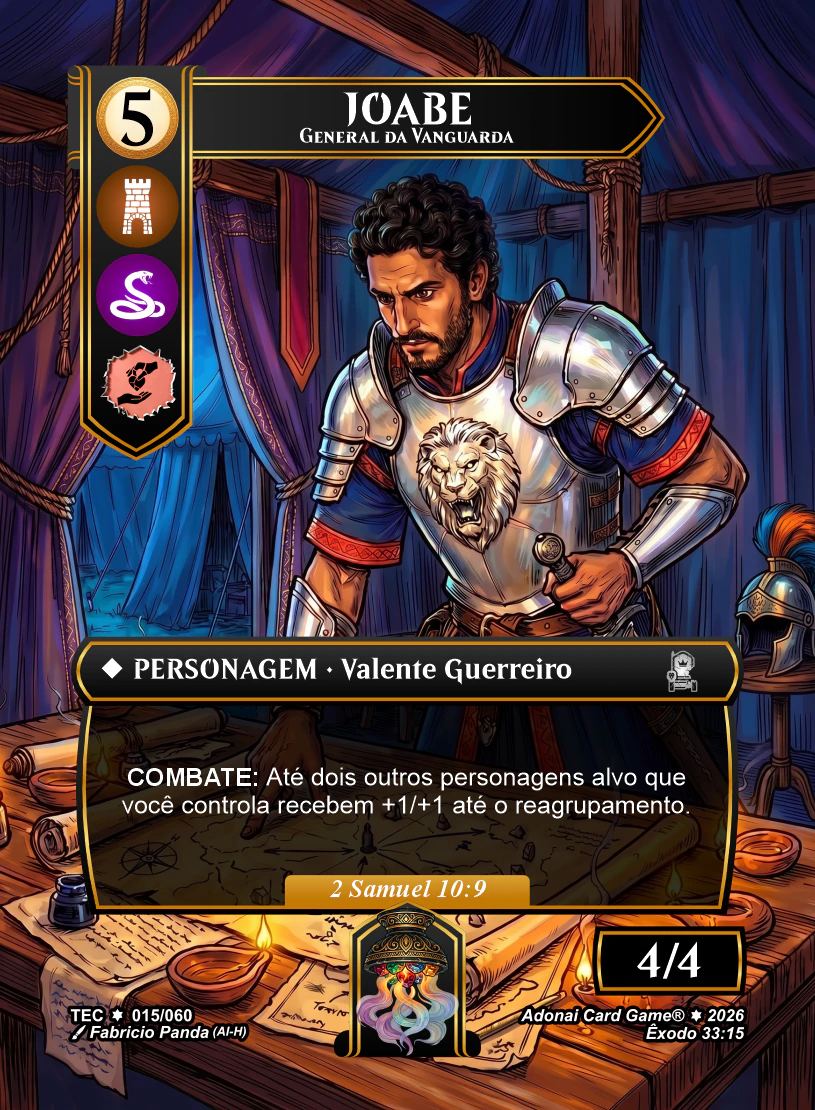 5
JOABE
General da Vanguarda
◆ PERSONAGEM · Valente Guerreiro
COMBATE: Até dois outros personagens alvo que
você controla recebem +1/+1 até o reagrupamento.
2 Samuel 10:9
4/4
TEC ✶ 015/060
Fabricio Panda (AI-H)
Adonai Card Game® ✶ 2026
Êxodo 33:15